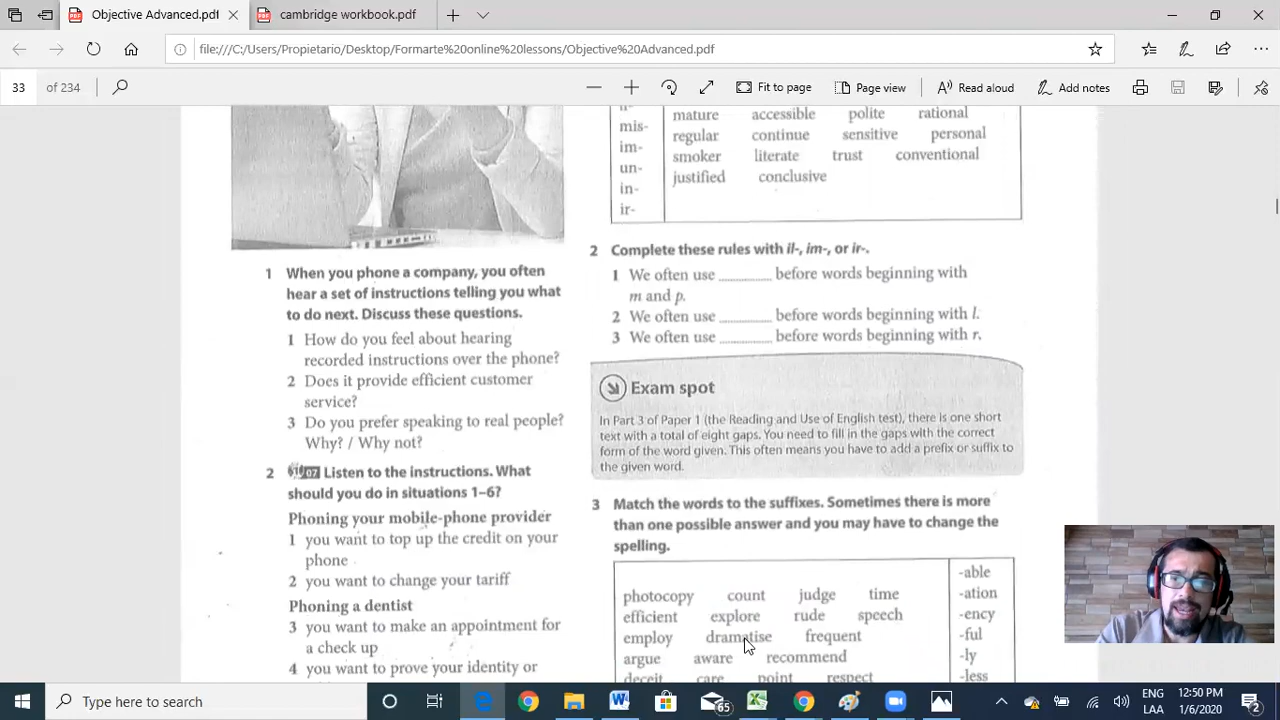 Objective Advanced.pdf
cambridge workbook.pdf
file:///C:/Users/Propietario/Desktop/Formarte%20online%20lessons/Objective%20Advanced.pdf
33 of 234
Fit to page
Page view
Read aloud
Add notes
1 When you phone a company, you often
hear a set of instructions telling you what
to do next. Discuss these questions.
1 How do you feel about hearing
recorded instructions over the phone?
2 Does it provide efficient customer
service?
3 Do you prefer speaking to real people?
Why? / Why not?
2 07 Listen to the instructions. What
should you do in situations 1–6?
Phoning your mobile-phone provider
1 you want to top up the credit on your
phone
2 you want to change your tariff
Phoning a dentist
3 you want to make an appointment for
a check up
4 you want to prove your identity or
mis-
im-
un-
in-
ir-
mature accessible polite rational
regular continue sensitive personal
smoker literate trust conventional
justified conclusive
2 Complete these rules with il-, im-, or ir-.
1 We often use ......... before words beginning with
m and p.
2 We often use ......... before words beginning with l.
3 We often use ......... before words beginning with r.
Exam spot
In Part 3 of Paper 1 (the Reading and Use of English test), there is one short
text with a total of eight gaps. You need to fill in the gaps with the correct
form of the word given. This often means you have to add a prefix or suffix to
the given word.
3 Match the words to the suffixes. Sometimes there is more
than one possible answer and you may have to change the
spelling.
photocopy count judge time
efficient explore rude speech
employ dramatise frequent
argue aware recommend
deceit care point respect
-able
-ation
-ency
-ful
-ly
-less
Type here to search
65
ENG
LAA
12:50 PM
1/6/2020
2